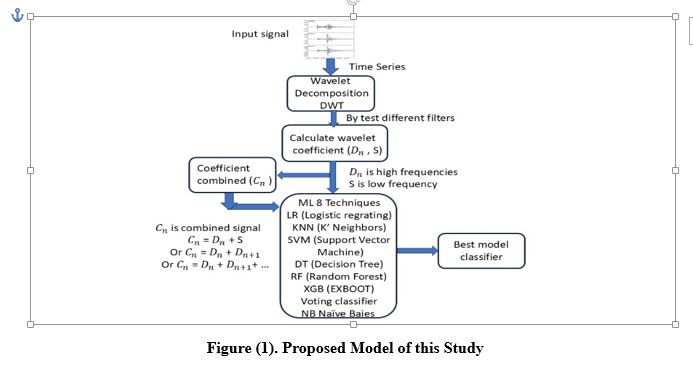 Input signal
Time Series
Wavelet
Decomposition
DWT
By test different filters
Calculate wavelet
coefficient (Dₙ , S)
Coefficient
combined (Cₙ )
Dₙ is high frequencies
S is low frequency
Cₙ is combined signal
Cₙ = Dₙ + S
Or Cₙ = Dₙ + Dₙ₊₁
Or Cₙ = Dₙ + Dₙ₊₁+ ...
ML 8 Techniques
LR (Logistic regrating)
KNN (K' Neighbors)
SVM (Support Vector
Machine)
DT (Decision Tree)
RF (Random Forest)
XGB (EXBOOT)
Voting classifier
NB Naïve Baies
Best model
classifier
Figure (1). Proposed Model of this Study